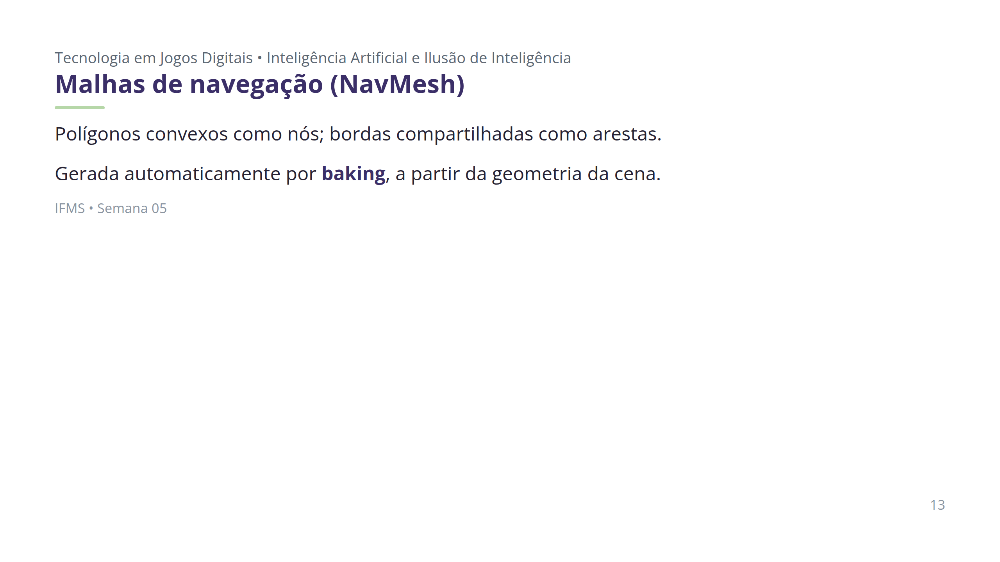 Tecnologia em Jogos Digitais • Inteligência Artificial e Ilusão de Inteligência
Malhas de navegação (NavMesh)
Polígonos convexos como nós; bordas compartilhadas como arestas.
Gerada automaticamente por baking, a partir da geometria da cena.
IFMS • Semana 05
13